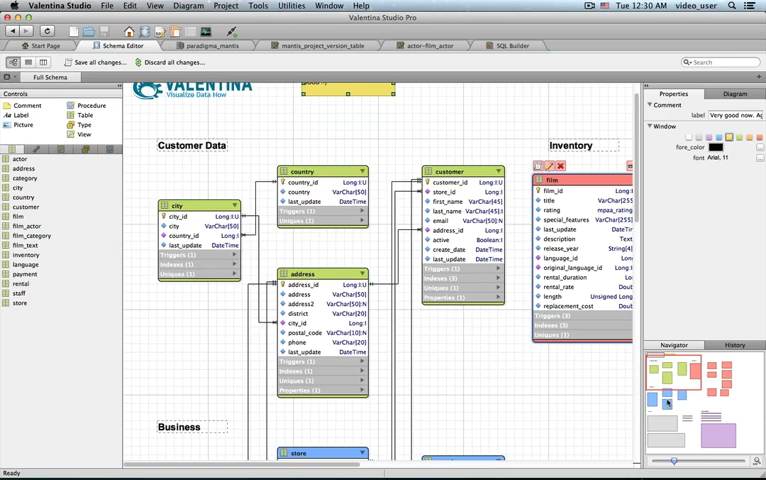 Valentina Studio File Edit View Diagram Project Tools Utilities Window Help
Tue 12:30 AM video_user
Valentina Studio Pro
Start Page Schema Editor paradigma_mantis mantis_project_version_table actor-film_actor SQL Builder
Save all changes... Discard all changes... Search
Full Schema
Controls
Comment Procedure
Label Table
Picture Type
View
actor
address
category
city
country
customer
film
film_actor
film_category
film_text
inventory
language
payment
rental
staff
store
VALENTINA
Visualize Data Now
Customer Data
city
city_id Long:I:U
city VarChar[50]
country_id Long:I
last_update DateTime
Triggers (1)
Indexes (1)
Uniques (1)
country
country_id Long:I:U
country VarChar[50]
last_update DateTime
Triggers (1)
Uniques (1)
address
address_id Long:I:U
address VarChar[50]
address2 VarChar[50]:N
district VarChar[20]
city_id Long:I
postal_code VarChar[10]:N
phone VarChar[20]
last_update DateTime
Triggers (1)
Indexes (1)
Uniques (1)
Properties (1)
customer
customer_id Long:I:U
store_id Long:I
first_name VarChar[45]
last_name VarChar[45]:I
email VarChar[50]:N
address_id Long:I
active Boolean:I
create_date DateTime
last_update DateTime
Triggers (1)
Indexes (3)
Uniques (1)
Properties (1)
Inventory
film
film_id Long:I
title VarChar[255
rating mpaa_rating
special_features VarChar[255
last_update DateTi
description Text
release_year String[4]
language_id Long:I
original_language_id Long:I
rental_duration Long
rental_rate Doub
length Unsigned Long
replacement_cost Doub
Triggers (3)
Indexes (3)
Uniques (1)
Business
store
Properties Diagram
Comment
label Very good now. Ag
Window
fore_color
font Arial, 11
Navigator History
Ready